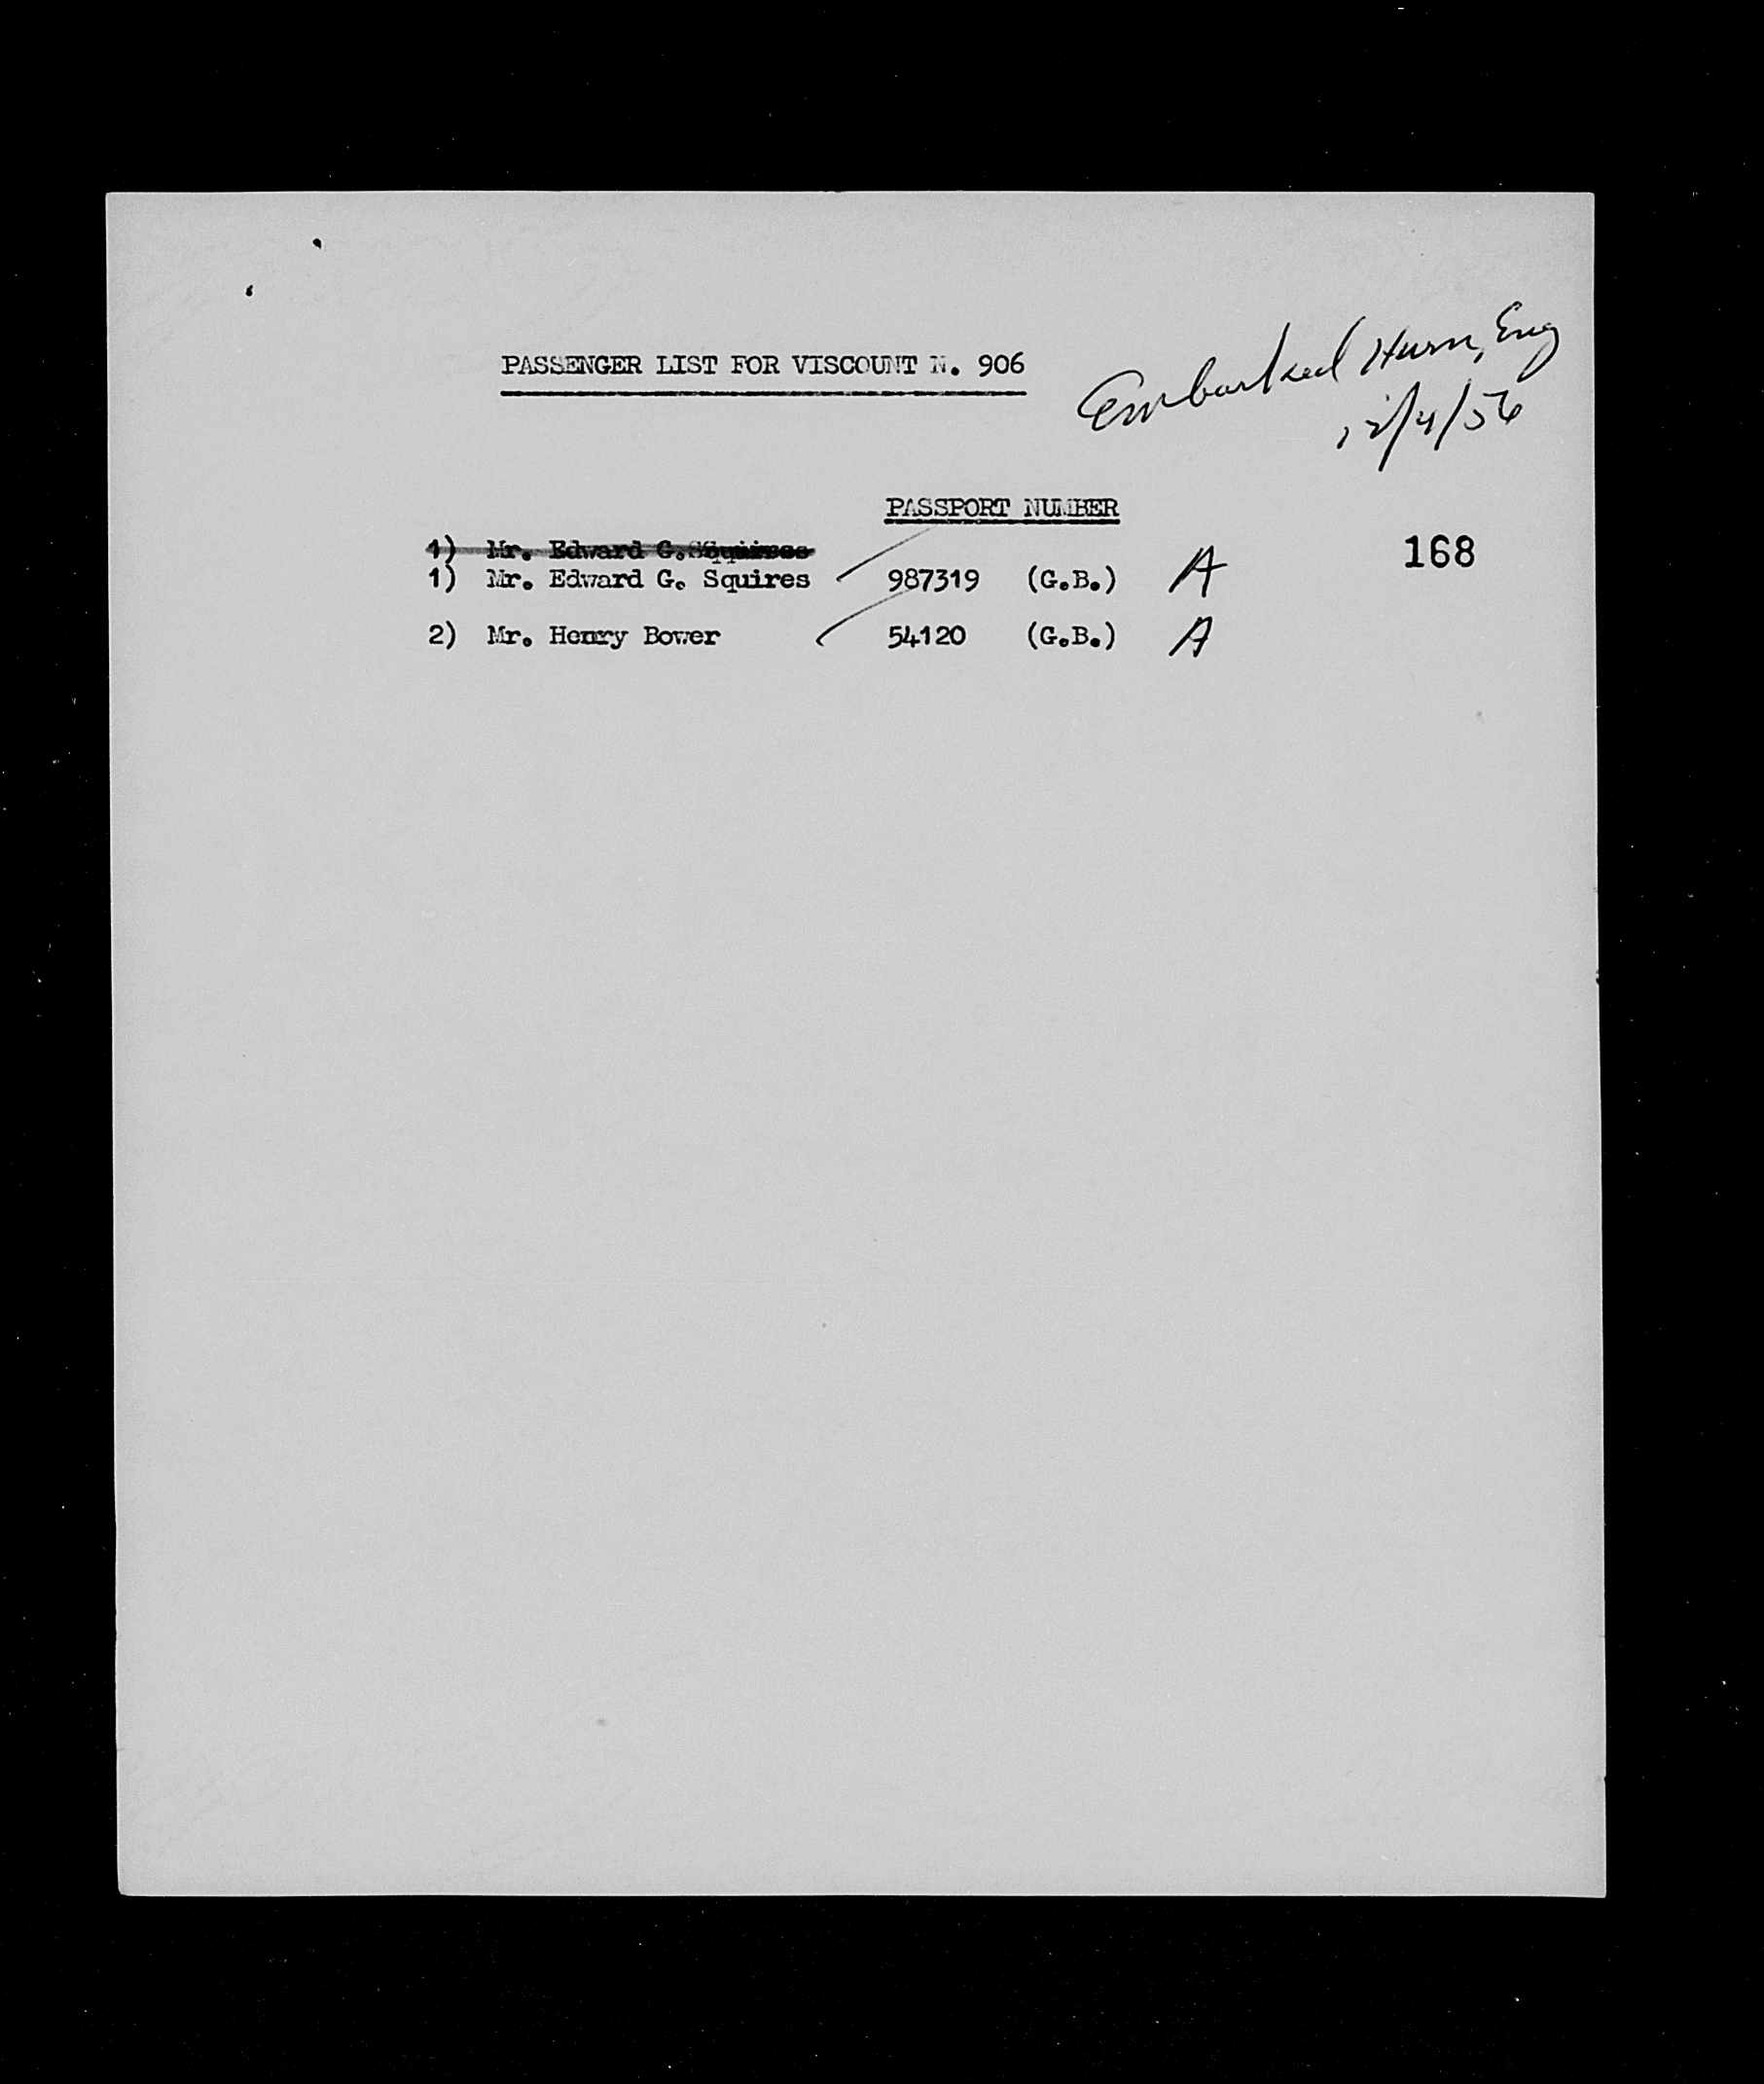 PASSENGER LIST FOR VISCOUNT N. 906
Embarked Hurn, Eng
12/4/56
PASSPORT NUMBER
1) Mr. Edward G. Squires
168
1) Mr. Edward G. Squires 987319 (G.B.) A
2) Mr. Henry Bower 54120 (G.B.) A